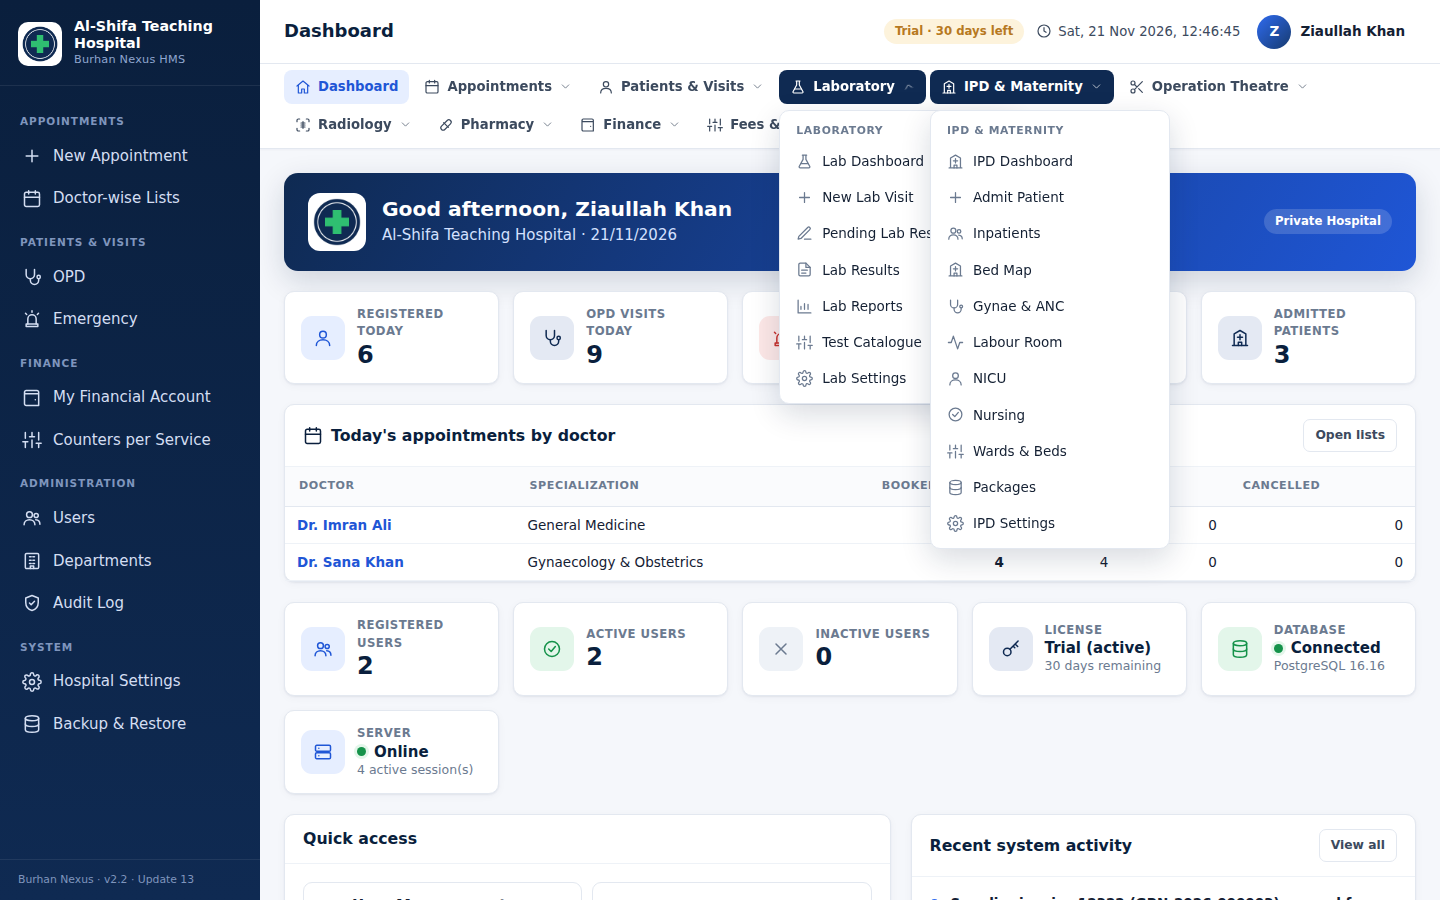 Al-Shifa Teaching
Hospital
Burhan Nexus HMS
APPOINTMENTS
New Appointment
Doctor-wise Lists
PATIENTS & VISITS
OPD
Emergency
FINANCE
My Financial Account
Counters per Service
ADMINISTRATION
Users
Departments
Audit Log
SYSTEM
Hospital Settings
Backup & Restore
Burhan Nexus · v2.2 · Update 13
Dashboard
Trial · 30 days left
Sat, 21 Nov 2026, 12:46:45
Z
Ziaullah Khan
Dashboard
Appointments
Patients & Visits
Laboratory
IPD & Maternity
Operation Theatre
Radiology
Pharmacy
Finance
Fees &
LABORATORY
Lab Dashboard
New Lab Visit
Pending Lab Res
Lab Results
Lab Reports
Test Catalogue
Lab Settings
IPD & MATERNITY
IPD Dashboard
Admit Patient
Inpatients
Bed Map
Gynae & ANC
Labour Room
NICU
Nursing
Wards & Beds
Packages
IPD Settings
Good afternoon, Ziaullah Khan
Al-Shifa Teaching Hospital · 21/11/2026
Private Hospital
REGISTERED
TODAY
6
OPD VISITS
TODAY
9
ADMITTED
PATIENTS
3
Today's appointments by doctor
Open lists
DOCTOR SPECIALIZATION BOOKE CANCELLED
Dr. Imran Ali General Medicine 0 0
Dr. Sana Khan Gynaecology & Obstetrics 4 4 0 0
REGISTERED
USERS
2
ACTIVE USERS
2
INACTIVE USERS
0
LICENSE
Trial (active)
30 days remaining
DATABASE
Connected
PostgreSQL 16.16
SERVER
Online
4 active session(s)
Quick access
Recent system activity
View all